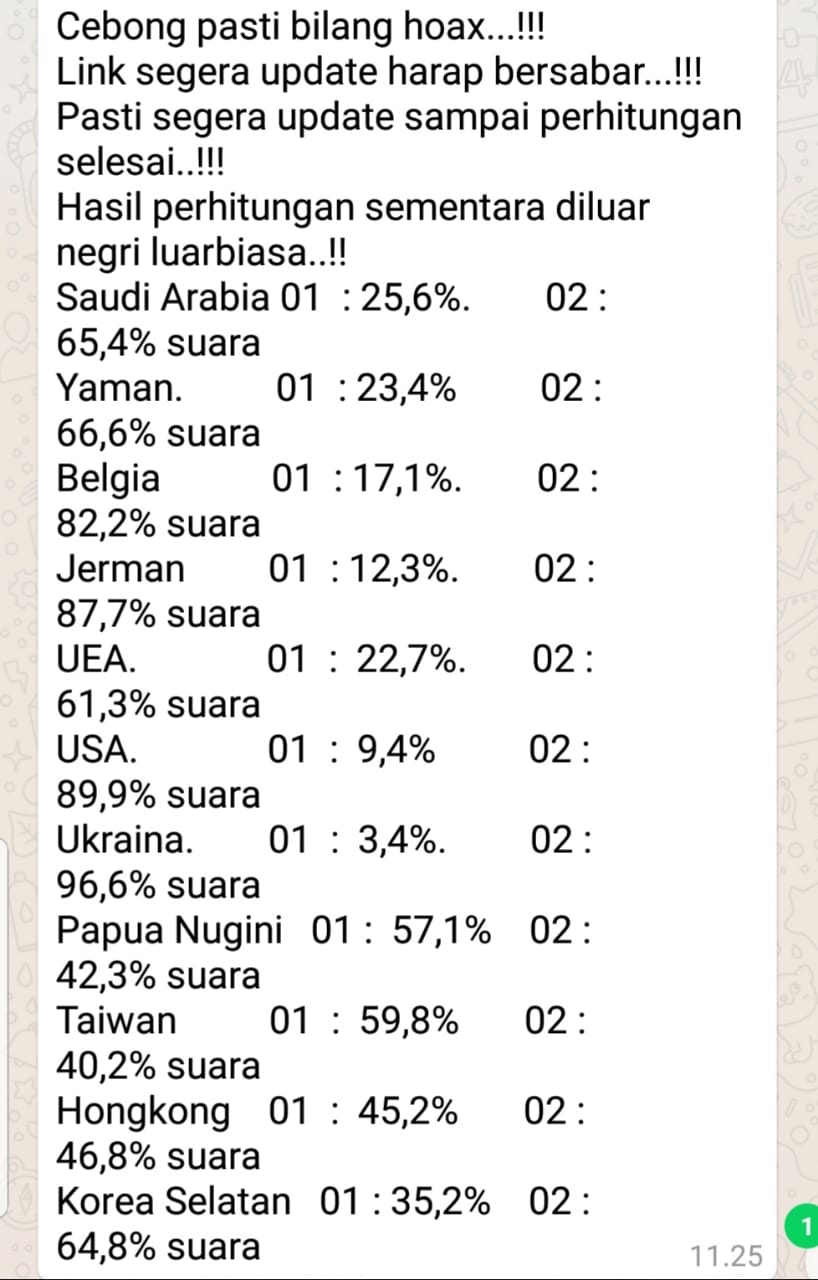 Cebong pasti bilang hoax...!!!
Link segera update harap bersabar...!!!
Pasti segera update sampai perhitungan
selesai..!!!
Hasil perhitungan sementara diluar
negri luarbiasa..!!
Saudi Arabia 01 : 25,6%. 02 :
65,4% suara
Yaman. 01 : 23,4% 02 :
66,6% suara
Belgia 01 : 17,1%. 02 :
82,2% suara
Jerman 01 : 12,3%. 02 :
87,7% suara
UEA. 01 : 22,7%. 02 :
61,3% suara
USA. 01 : 9,4% 02 :
89,9% suara
Ukraina. 01 : 3,4%. 02 :
96,6% suara
Papua Nugini 01 : 57,1% 02 :
42,3% suara
Taiwan 01 : 59,8% 02 :
40,2% suara
Hongkong 01 : 45,2% 02 :
46,8% suara
Korea Selatan 01 : 35,2% 02 :
64,8% suara
11.25
1